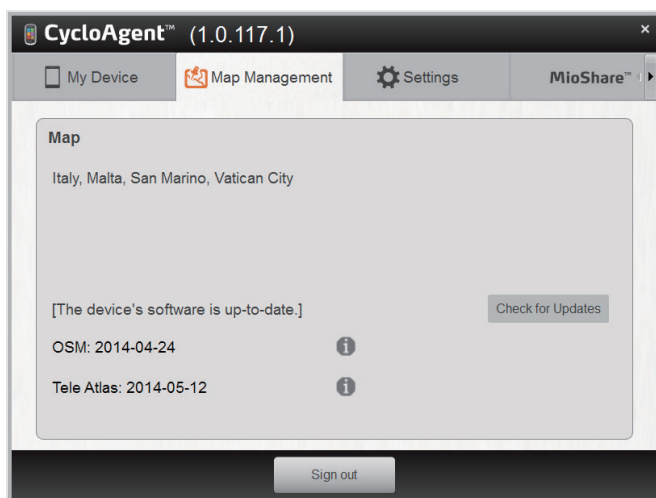 CycloAgent™ (1.0.117.1)
My Device
Map Management
Settings
MioShare™
Map
Italy, Malta, San Marino, Vatican City
[The device's software is up-to-date.]
Check for Updates
OSM: 2014-04-24
Tele Atlas: 2014-05-12
Sign out